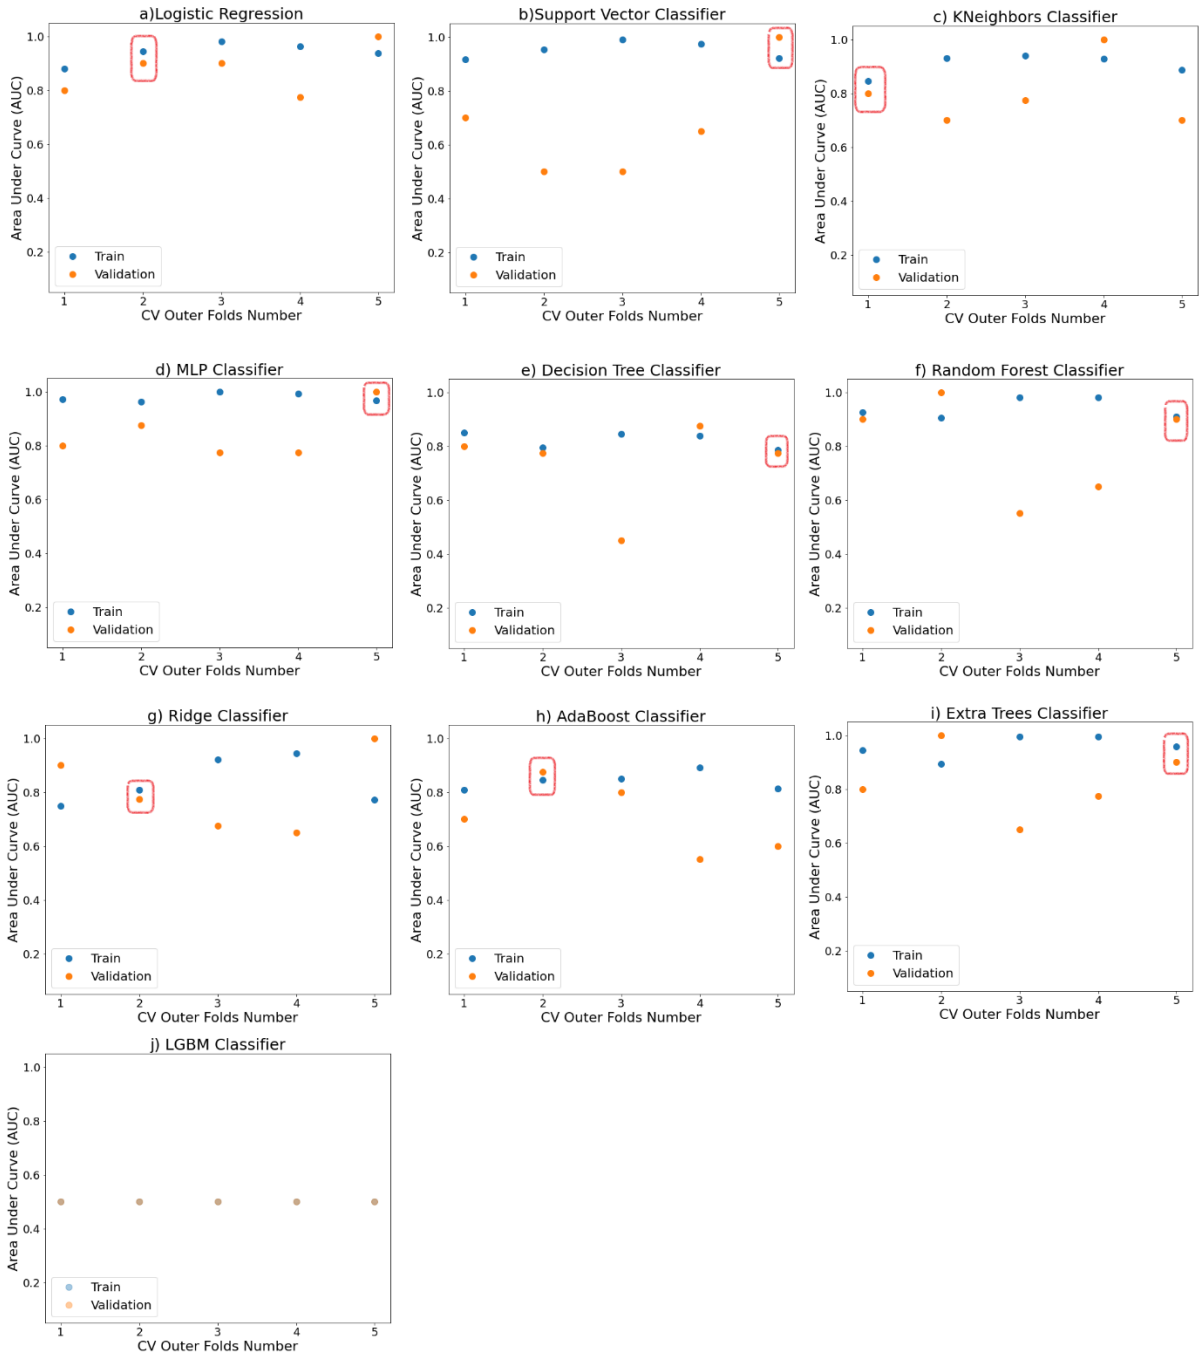 a)Logistic Regression
Area Under Curve (AUC)
1.0
0.8
0.6
0.4
0.2
Train
Validation
1 2 3 4 5
CV Outer Folds Number
b)Support Vector Classifier
Area Under Curve (AUC)
1.0
0.8
0.6
0.4
0.2
Train
Validation
1 2 3 4 5
CV Outer Folds Number
c) KNeighbors Classifier
Area Under Curve (AUC)
1.0
0.8
0.6
0.4
0.2
Train
Validation
1 2 3 4 5
CV Outer Folds Number
d) MLP Classifier
Area Under Curve (AUC)
1.0
0.8
0.6
0.4
0.2
Train
Validation
1 2 3 4 5
CV Outer Folds Number
e) Decision Tree Classifier
Area Under Curve (AUC)
1.0
0.8
0.6
0.4
0.2
Train
Validation
1 2 3 4 5
CV Outer Folds Number
f) Random Forest Classifier
Area Under Curve (AUC)
1.0
0.8
0.6
0.4
0.2
Train
Validation
1 2 3 4 5
CV Outer Folds Number
g) Ridge Classifier
Area Under Curve (AUC)
1.0
0.8
0.6
0.4
0.2
Train
Validation
1 2 3 4 5
CV Outer Folds Number
h) AdaBoost Classifier
Area Under Curve (AUC)
1.0
0.8
0.6
0.4
0.2
Train
Validation
1 2 3 4 5
CV Outer Folds Number
i) Extra Trees Classifier
Area Under Curve (AUC)
1.0
0.8
0.6
0.4
0.2
Train
Validation
1 2 3 4 5
CV Outer Folds Number
j) LGBM Classifier
Area Under Curve (AUC)
1.0
0.8
0.6
0.4
0.2
Train
Validation
1 2 3 4 5
CV Outer Folds Number